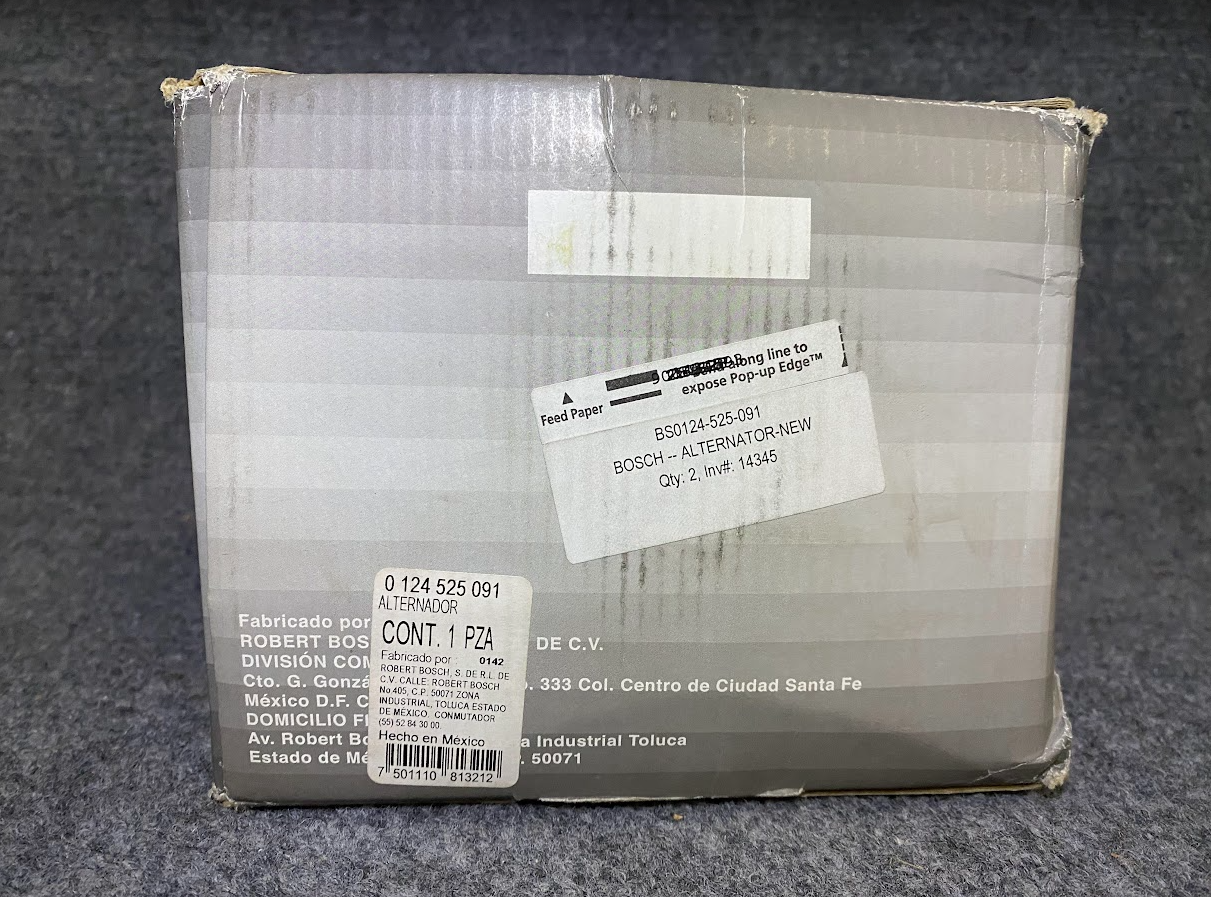 along line to
expose Pop-up Edge™
Feed Paper
BS0124-525-091
BOSCH -- ALTERNATOR-NEW
Qty: 2, Inv#: 14345
0 124 525 091
ALTERNADOR
CONT. 1 PZA
Fabricado por : 0142
ROBERT BOSCH, S. DE R.L. DE
C.V. CALLE: ROBERT BOSCH
No 405, C.P. 50071 ZONA
INDUSTRIAL, TOLUCA ESTADO
DE MÉXICO. CONMUTADOR
(55) 52 84 30 00.
Hecho en México
7 501110 813212
Fabricado por
ROBERT BOS DE C.V.
DIVISIÓN COM
Cto. G. Gonzá . 333 Col. Centro de Ciudad Santa Fe
México D.F. C
DOMICILIO FI
Av. Robert Bo a Industrial Toluca
Estado de Mé . 50071